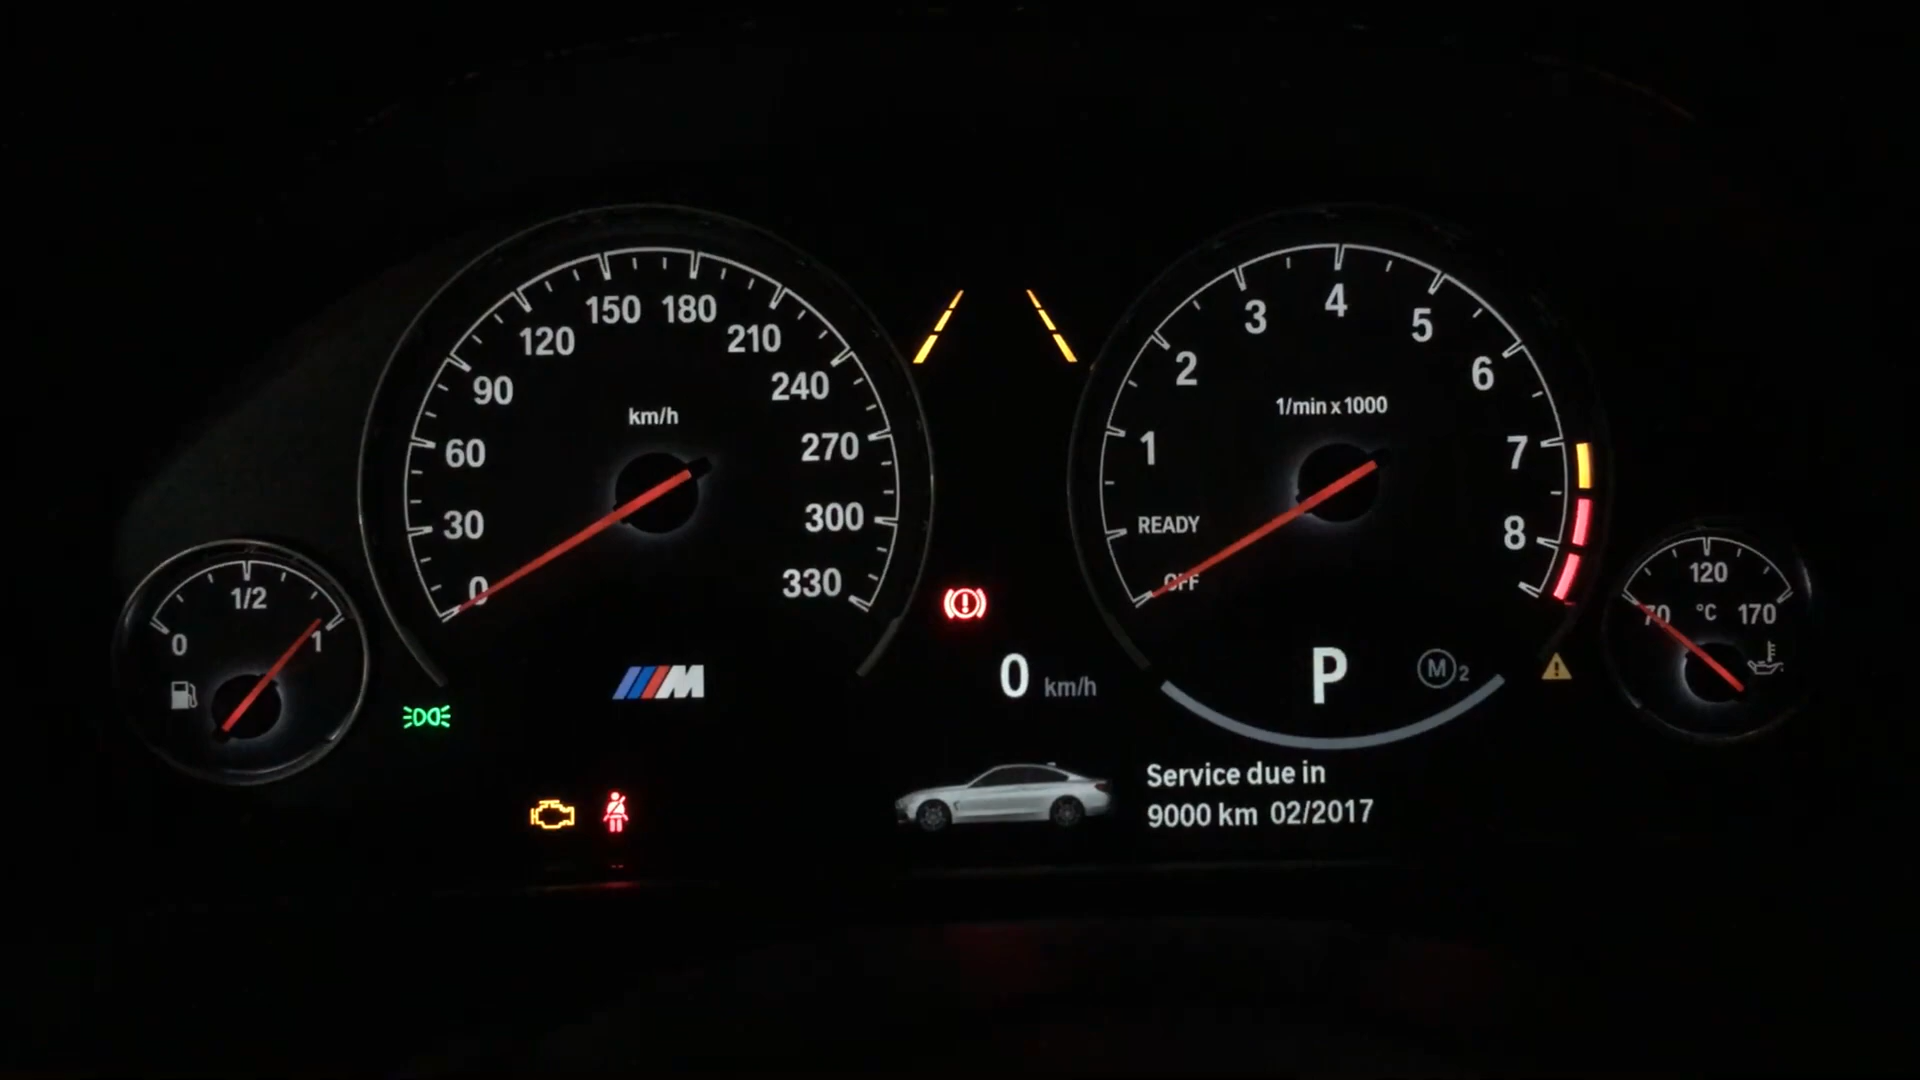 150 180
120 210
90 240
km/h
60 270
30 300
0 330
4
3 5
2 6
1/min x 1000
1 7
READY 8
OFF
1/2
0 1
120
70 °C 170
M
0 km/h
P
M 2
Service due in
9000 km 02/2017